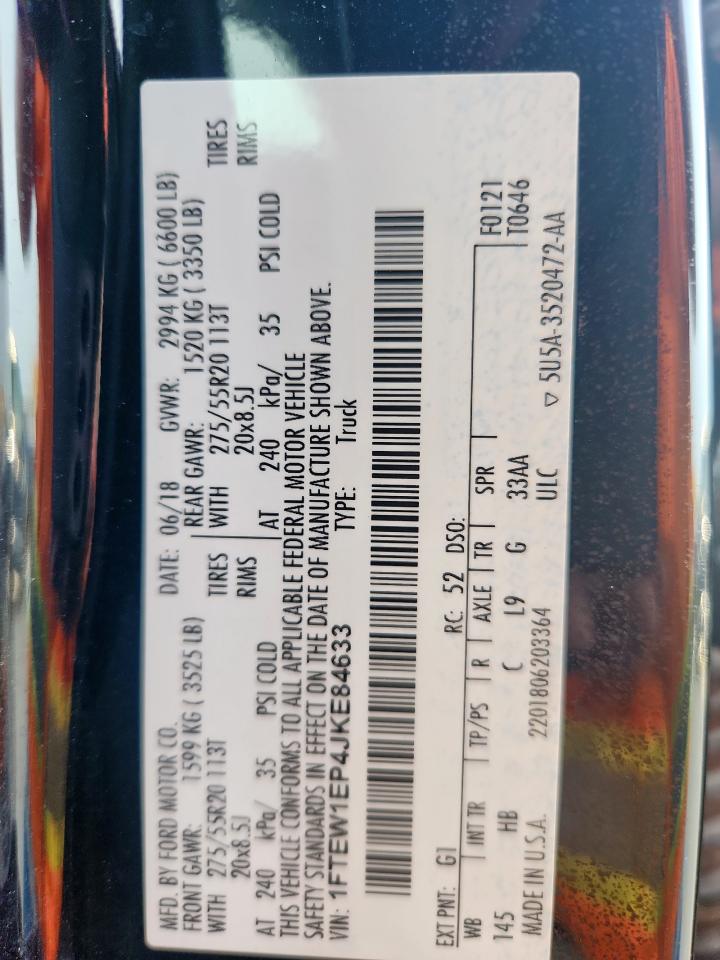 MFD. BY FORD MOTOR CO. DATE: 06/18 GVWR: 2994 KG ( 6600 LB)
FRONT GAWR: 1599 KG ( 3525 LB) REAR GAWR: 1520 KG ( 3350 LB)
WITH 275/55R20 113T TIRES WITH 275/55R20 113T TIRES
20x8.5J RIMS 20x8.5J RIMS
AT 240 kPa/ 35 PSI COLD AT 240 kPa/ 35 PSI COLD
THIS VEHICLE CONFORMS TO ALL APPLICABLE FEDERAL MOTOR VEHICLE
SAFETY STANDARDS IN EFFECT ON THE DATE OF MANUFACTURE SHOWN ABOVE.
VIN: 1FTEW1EP4JKE84633 TYPE: Truck
EXT PNT: G1 RC: 52 DSO: F0121
WB INT TR TP/PS R AXLE TR SPR T0646
145 HB C L9 G 33AA
MADE IN U.S.A. 2201806203364 ULC ▽ 5U5A-3520472-AA